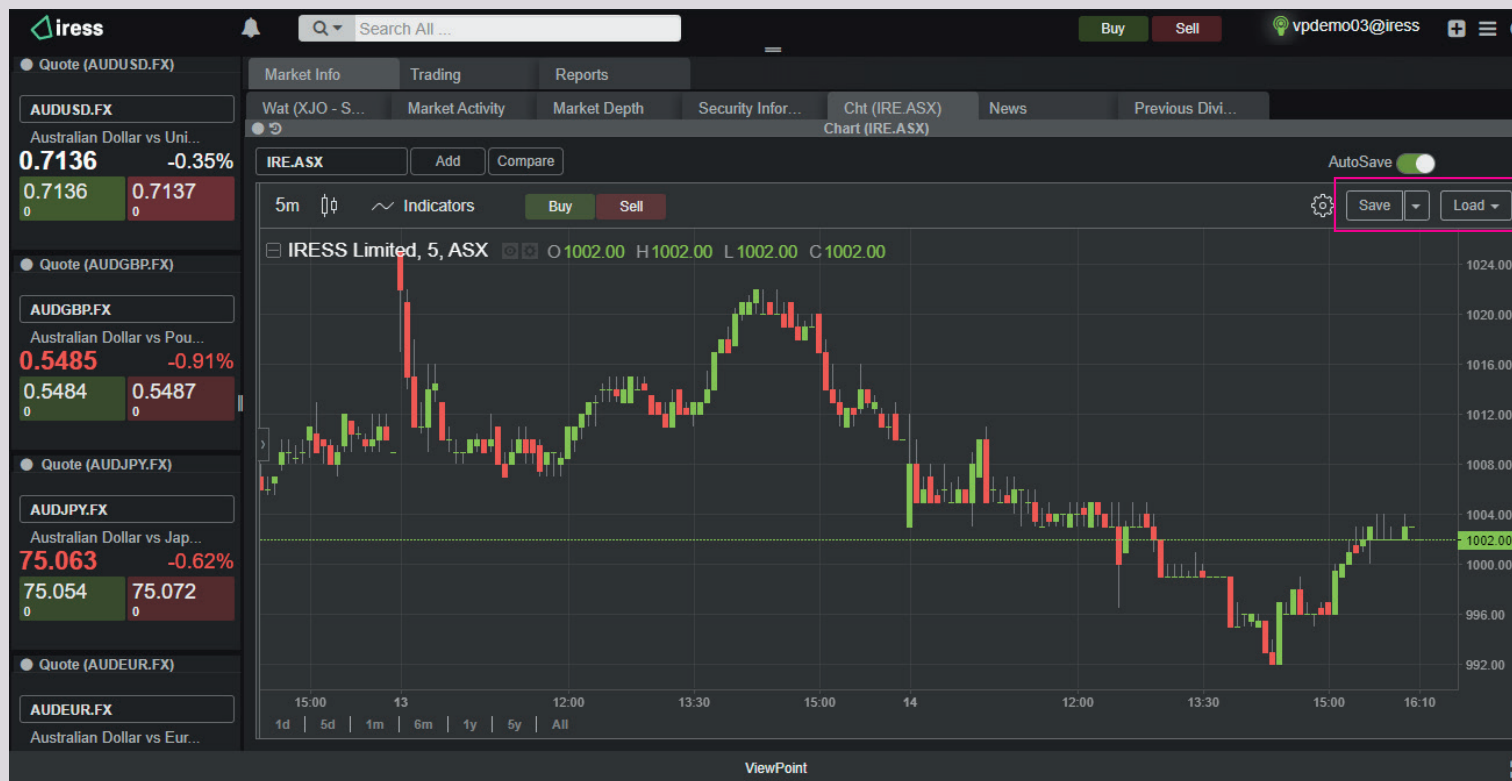 iress
Search All ...
Buy Sell
vpdemo03@iress
Quote (AUDUSD.FX)
AUDUSD.FX
Australian Dollar vs Uni...
0.7136 -0.35%
0.7136 0.7137
0 0
Quote (AUDGBP.FX)
AUDGBP.FX
Australian Dollar vs Pou...
0.5485 -0.91%
0.5484 0.5487
0 0
Quote (AUDJPY.FX)
AUDJPY.FX
Australian Dollar vs Jap...
75.063 -0.62%
75.054 75.072
0 0
Quote (AUDEUR.FX)
AUDEUR.FX
Australian Dollar vs Eur...
Market Info Trading Reports
Wat (XJO - S... Market Activity Market Depth Security Infor... Cht (IRE.ASX) News Previous Divi...
Chart (IRE.ASX)
IRE.ASX Add Compare AutoSave
5m Indicators Buy Sell Save Load
IRESS Limited, 5, ASX O1002.00 H1002.00 L1002.00 C1002.00
1024.00
1020.00
1016.00
1012.00
1008.00
1004.00
1002.00
1000.00
996.00
992.00
15:00 13 12:00 13:30 15:00 14 12:00 13:30 15:00 16:10
1d | 5d | 1m | 6m | 1y | 5y | All
ViewPoint